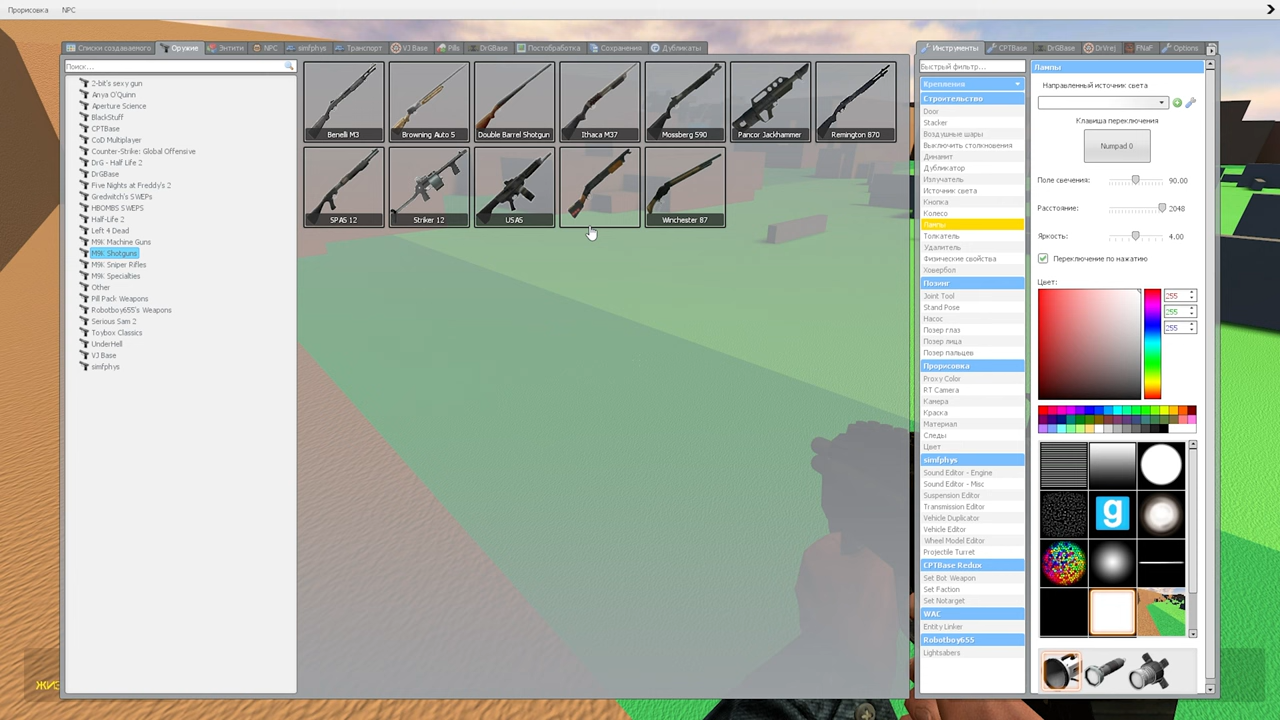 Прорисовка NPC
Списки создаваемого Оружие Энтити NPC simfphys Транспорт VJ Base Pills DrGBase Постобработка Сохранения Дубликаты
Поиск...
2-bit's sexy gun
Anya O'Quinn
Aperture Science
BlackStuff
CPTBase
CoD Multiplayer
Counter-Strike: Global Offensive
DrG - Half Life 2
DrGBase
Five Nights at Freddy's 2
Gredwitch's SWEPs
HBOMBS SWEPS
Half-Life 2
Left 4 Dead
M9K Machine Guns
M9K Shotguns
M9K Sniper Rifles
M9K Specialties
Other
Pill Pack Weapons
Robotboy655's Weapons
Serious Sam 2
Toybox Classics
UnderHell
VJ Base
simfphys
Benelli M3 Browning Auto 5 Double Barrel Shotgun Ithaca M37 Mossberg 590 Pancor Jackhammer Remington 870
SPAS 12 Striker 12 USAS Winchester 87
Инструменты CPTBase DrGBase DrVrej FNaF Options
Быстрый фильтр...
Крепления
Строительство
Door
Stacker
Воздушные шары
Выключить столкновения
Динамит
Дубликатор
Излучатель
Источник света
Кнопка
Колесо
Лампы
Толкатель
Удалитель
Физические свойства
Ховербол
Позинг
Joint Tool
Stand Pose
Насос
Позер глаз
Позер лица
Позер пальцев
Прорисовка
Proxy Color
RT Camera
Камера
Краска
Материал
Следы
Цвет
simfphys
Sound Editor - Engine
Sound Editor - Misc
Suspension Editor
Transmission Editor
Vehicle Duplicator
Vehicle Editor
Wheel Model Editor
Projectile Turret
CPTBase Redux
Set Bot Weapon
Set Faction
Set Notarget
WAC
Entity Linker
Robotboy655
Lightsabers
Лампы
Направленный источник света
Клавиша переключения
Numpad 0
Поле свечения: 90.00
Расстояние: 2048
Яркость: 4.00
Переключение по нажатию
Цвет:
255
255
255
g